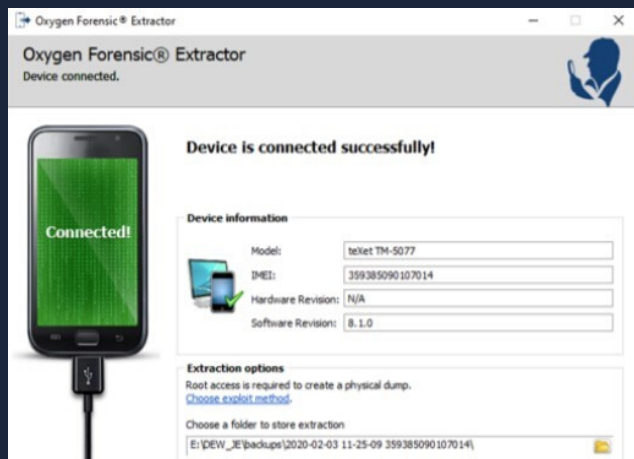 Oxygen Forensic® Extractor
Oxygen Forensic® Extractor
Device connected.
Device is connected successfully!
Connected!
Device information
Model: teXet TM-5077
IMEI: 359385090107014
Hardware Revision: N/A
Software Revision: 8.1.0
Extraction options
Root access is required to create a physical dump.
Choose exploit method.
Choose a folder to store extraction
E:\DEW_JE\backups\2020-02-03 11-25-09 359385090107014\